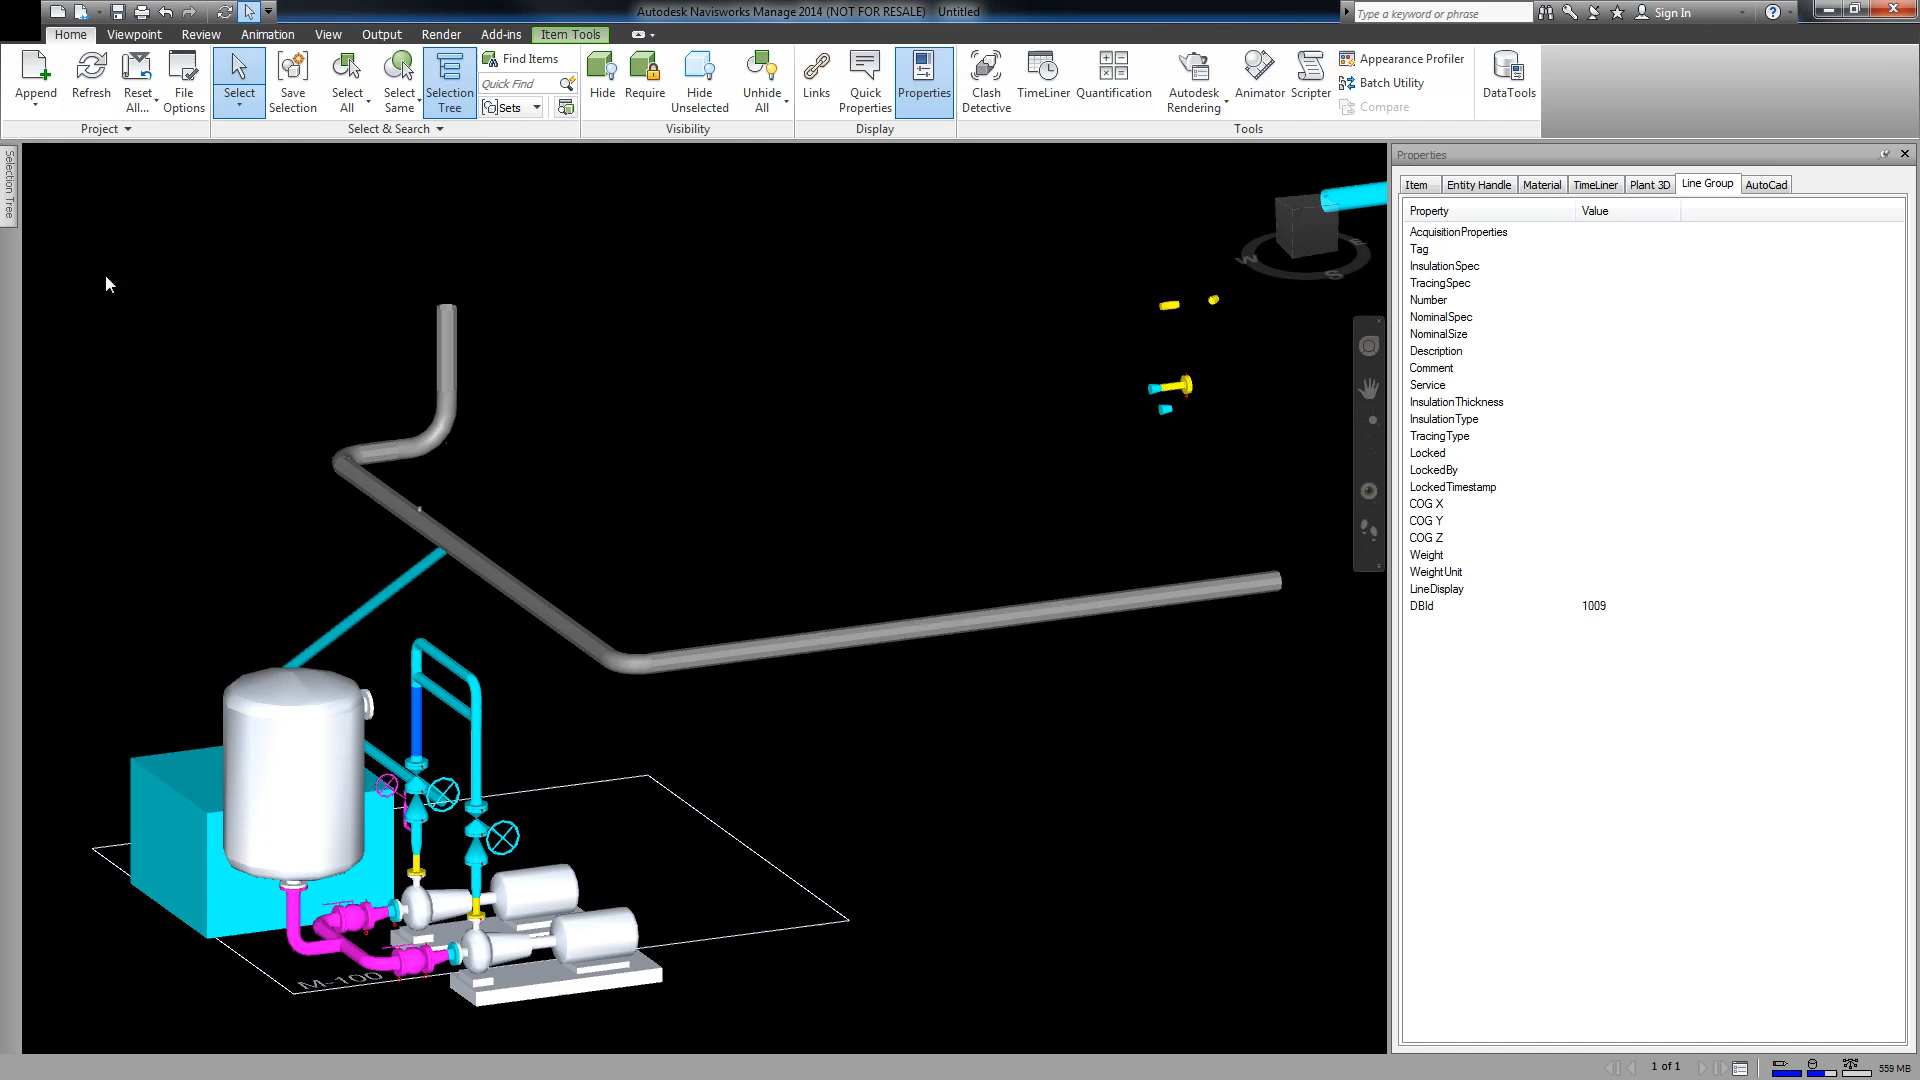 Autodesk Navisworks Manage 2014 (NOT FOR RESALE) Untitled
Type a keyword or phrase
Sign In
Home Viewpoint Review Animation View Output Render Add-ins Item Tools
Append
Refresh
Reset All...
File Options
Project
Select
Save Selection
Select All
Select Same
Selection Tree
Find Items
Quick Find
Sets
Select & Search
Hide
Require
Hide Unselected
Unhide All
Visibility
Links
Quick Properties
Properties
Display
Clash Detective
TimeLiner
Quantification
Autodesk Rendering
Animator
Scripter
Appearance Profiler
Batch Utility
Compare
Tools
DataTools
Selection Tree
W
S
E
M-100
Properties
Item Entity Handle Material TimeLiner Plant 3D Line Group AutoCad
Property Value
AcquisitionProperties
Tag
InsulationSpec
TracingSpec
Number
NominalSpec
NominalSize
Description
Comment
Service
InsulationThickness
InsulationType
TracingType
Locked
LockedBy
LockedTimestamp
COG X
COG Y
COG Z
Weight
WeightUnit
LineDisplay
DBId 1009
1 of 1
559 MB